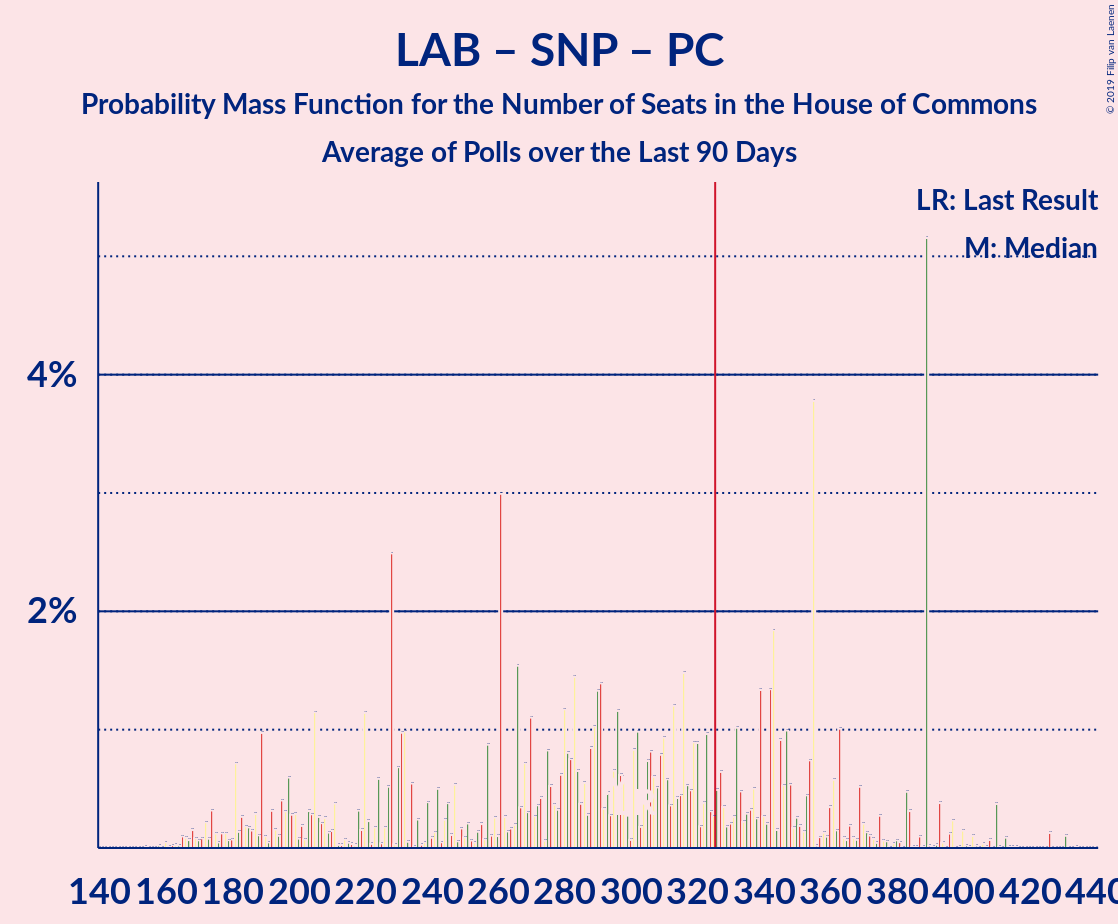 LAB – SNP – PC
Probability Mass Function for the Number of Seats in the House of Commons
Average of Polls over the Last 90 Days
© 2019 Filip van Laenen
LR: Last Result
M: Median
4%
2%
140 160 180 200 220 240 260 280 300 320 340 360 380 400 420 440